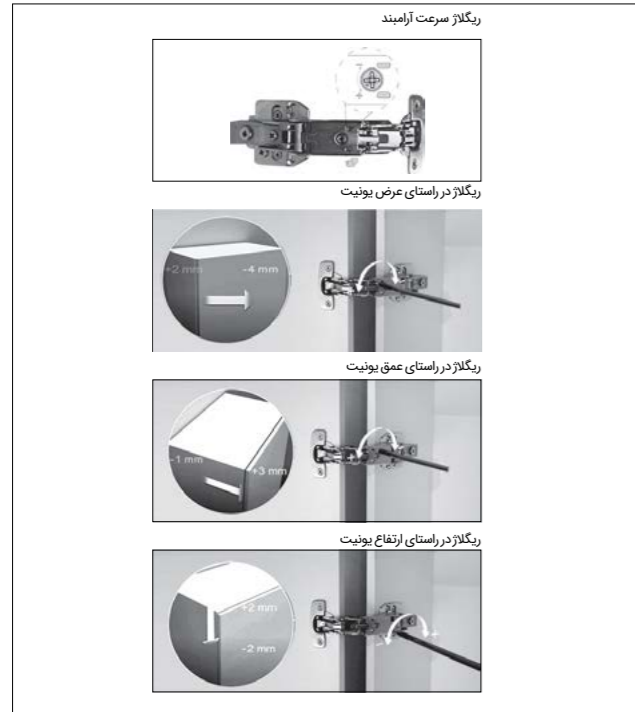 ریگلاژ سرعت آرامبند
-
+
ریگلاژ در راستای عرض یونیت
+2 mm
-4 mm
ریگلاژ در راستای عمق یونیت
-1 mm
+3 mm
ریگلاژ در راستای ارتفاع یونیت
+2 mm
-2 mm
- +